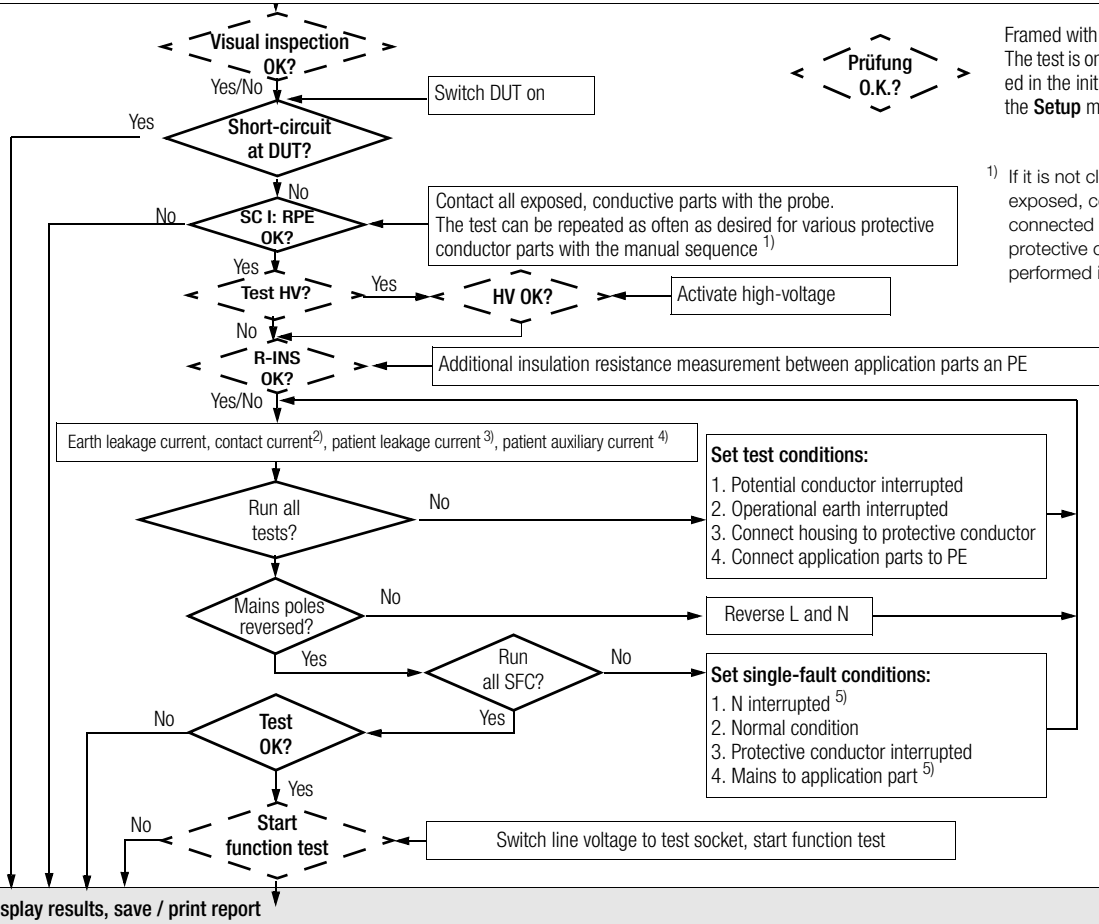 Visual inspection
OK?
Yes/No
Switch DUT on
Prüfung
O.K.?
Framed with
The test is
ed in the
the Setup
Yes
Short-circuit
at DUT?
No
1) If it is not
exposed,
connected
protective
performed
No
SC I: RPE
OK?
Contact all exposed, conductive parts with the probe.
The test can be repeated as often as desired for various protective
conductor parts with the manual sequence 1)
Yes
Test HV?
Yes
HV OK?
Activate high-voltage
No
R-INS
OK?
Additional insulation resistance measurement between application parts an PE
Yes/No
Earth leakage current, contact current2), patient leakage current 3), patient auxiliary current 4)
Run all
tests?
No
Set test conditions:
1. Potential conductor interrupted
2. Operational earth interrupted
3. Connect housing to protective conductor
4. Connect application parts to PE
Mains poles
reversed?
No
Reverse L and N
Yes
Run
all SFC?
No
Set single-fault conditions:
1. N interrupted 5)
2. Normal condition
3. Protective conductor interrupted
4. Mains to application part 5)
Yes
No
Test
OK?
Yes
No
Start
function test
Switch line voltage to test socket, start function test
splay results, save / print report